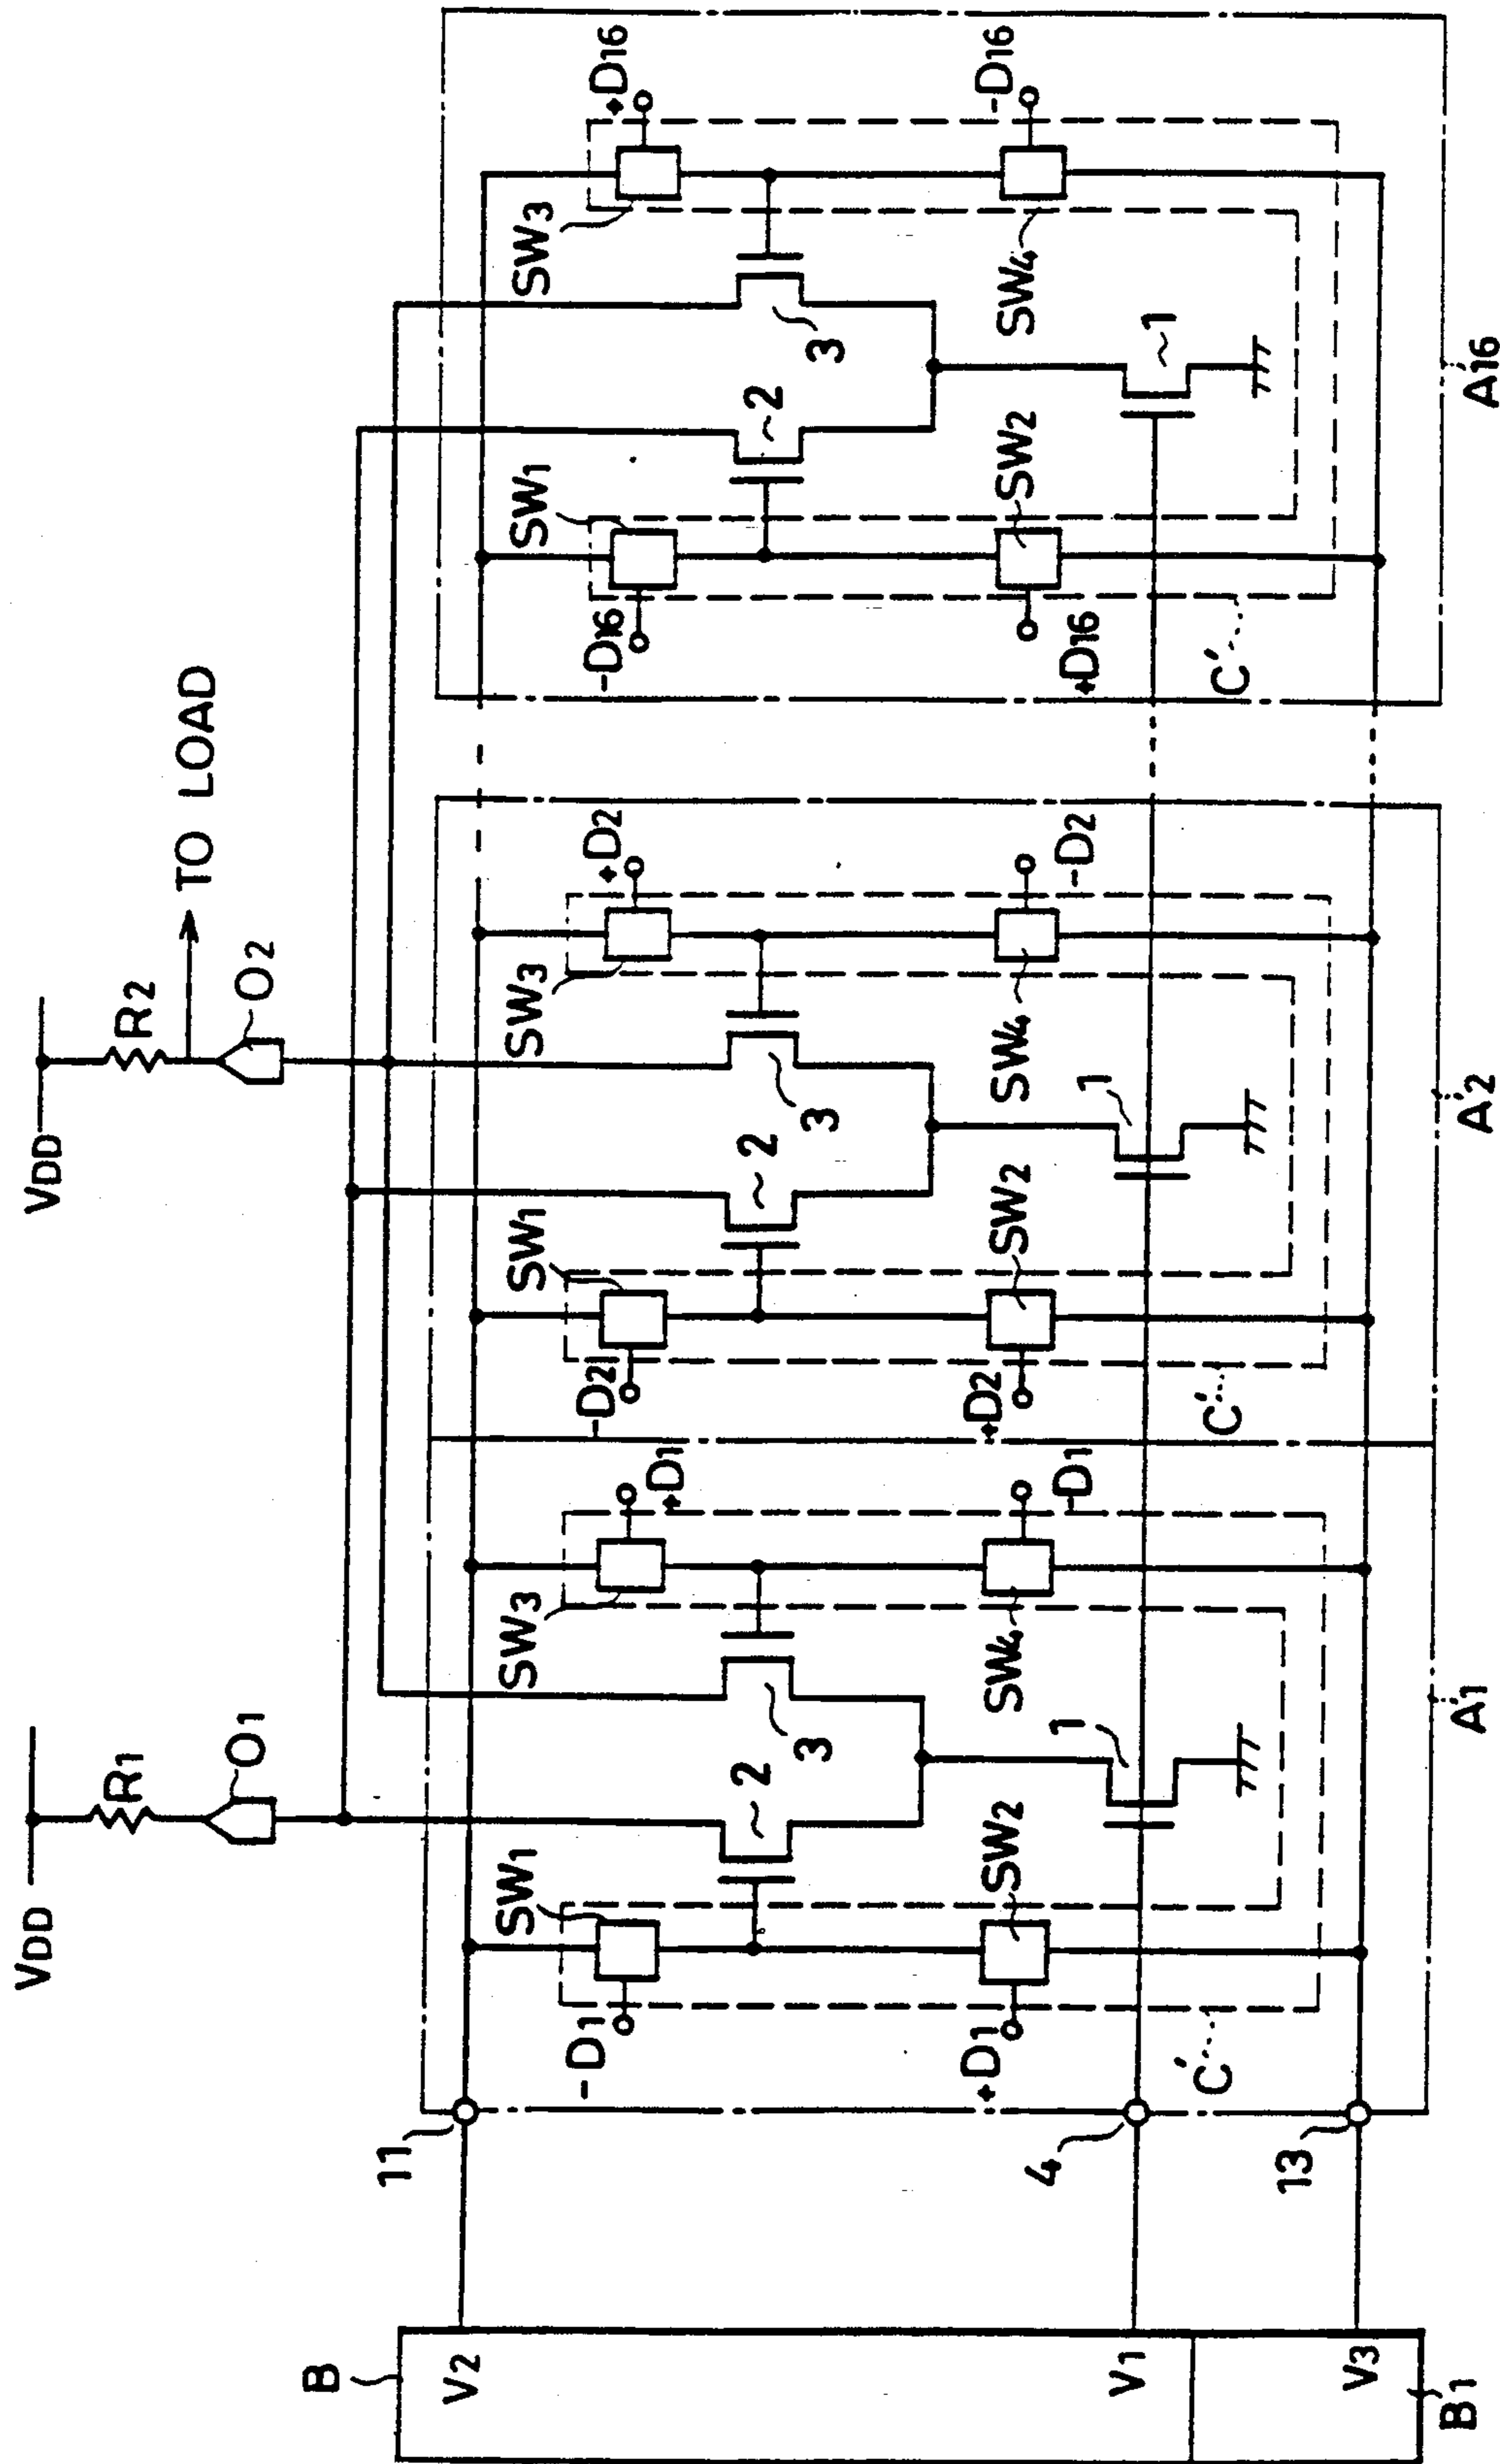 VDD
VDD
R1
R2
O1
O2
TO LOAD
11
SW1
SW3
SW1
SW3
SW1
SW3
-D1
+D1
-D2
+D2
-D16
+D16
2
3
2
3
2
3
+D1
SW2
SW4
-D1
+D2
SW2
SW4
-D2
+D16
SW2
SW4
-D16
4
1
1
1
C'
C'
C'
13
A'1
A'2
A'16
B
V2
V1
V3
B1